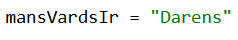 mansVardsIr = "Darens"